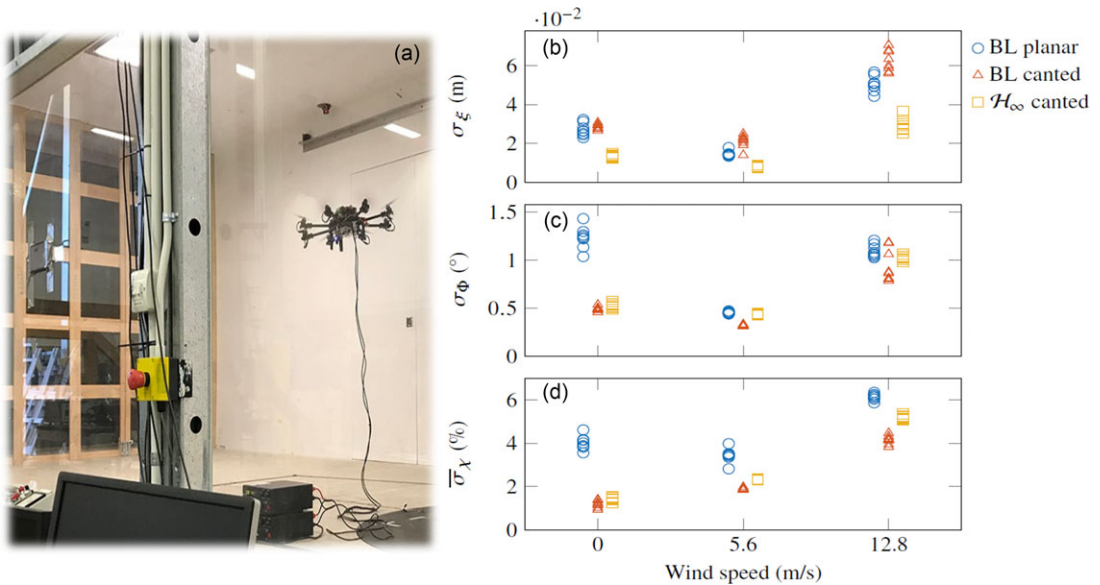 (a)
·10⁻²
(b)
6
4
2
0
σ_ξ (m)
BL planar
BL canted
ℋ∞ canted
(c)
1.5
1
0.5
0
σ_Φ (°)
(d)
6
4
2
0
σ̅_χ (%)
0 5.6 12.8
Wind speed (m/s)